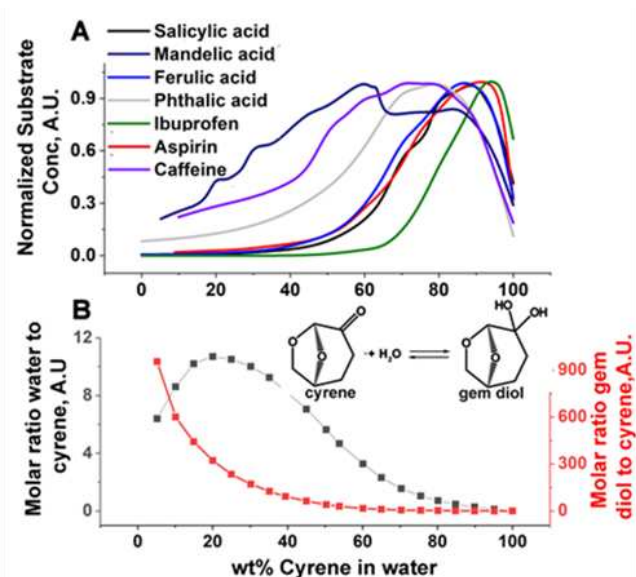 A
Salicylic acid
Mandelic acid
Ferulic acid
Phthalic acid
Ibuprofen
Aspirin
Caffeine
Normalized Substrate
Conc, A.U.
0.9
0.6
0.3
0.0
0 20 40 60 80 100
B
Molar ratio water to
cyrene, A.U
12
8
4
0
O
O
O
cyrene
+ H₂O
HO
OH
O
O
gem diol
900
600
300
0
Molar ratio gem
diol to cyrene,A.U.
0 20 40 60 80 100
wt% Cyrene in water